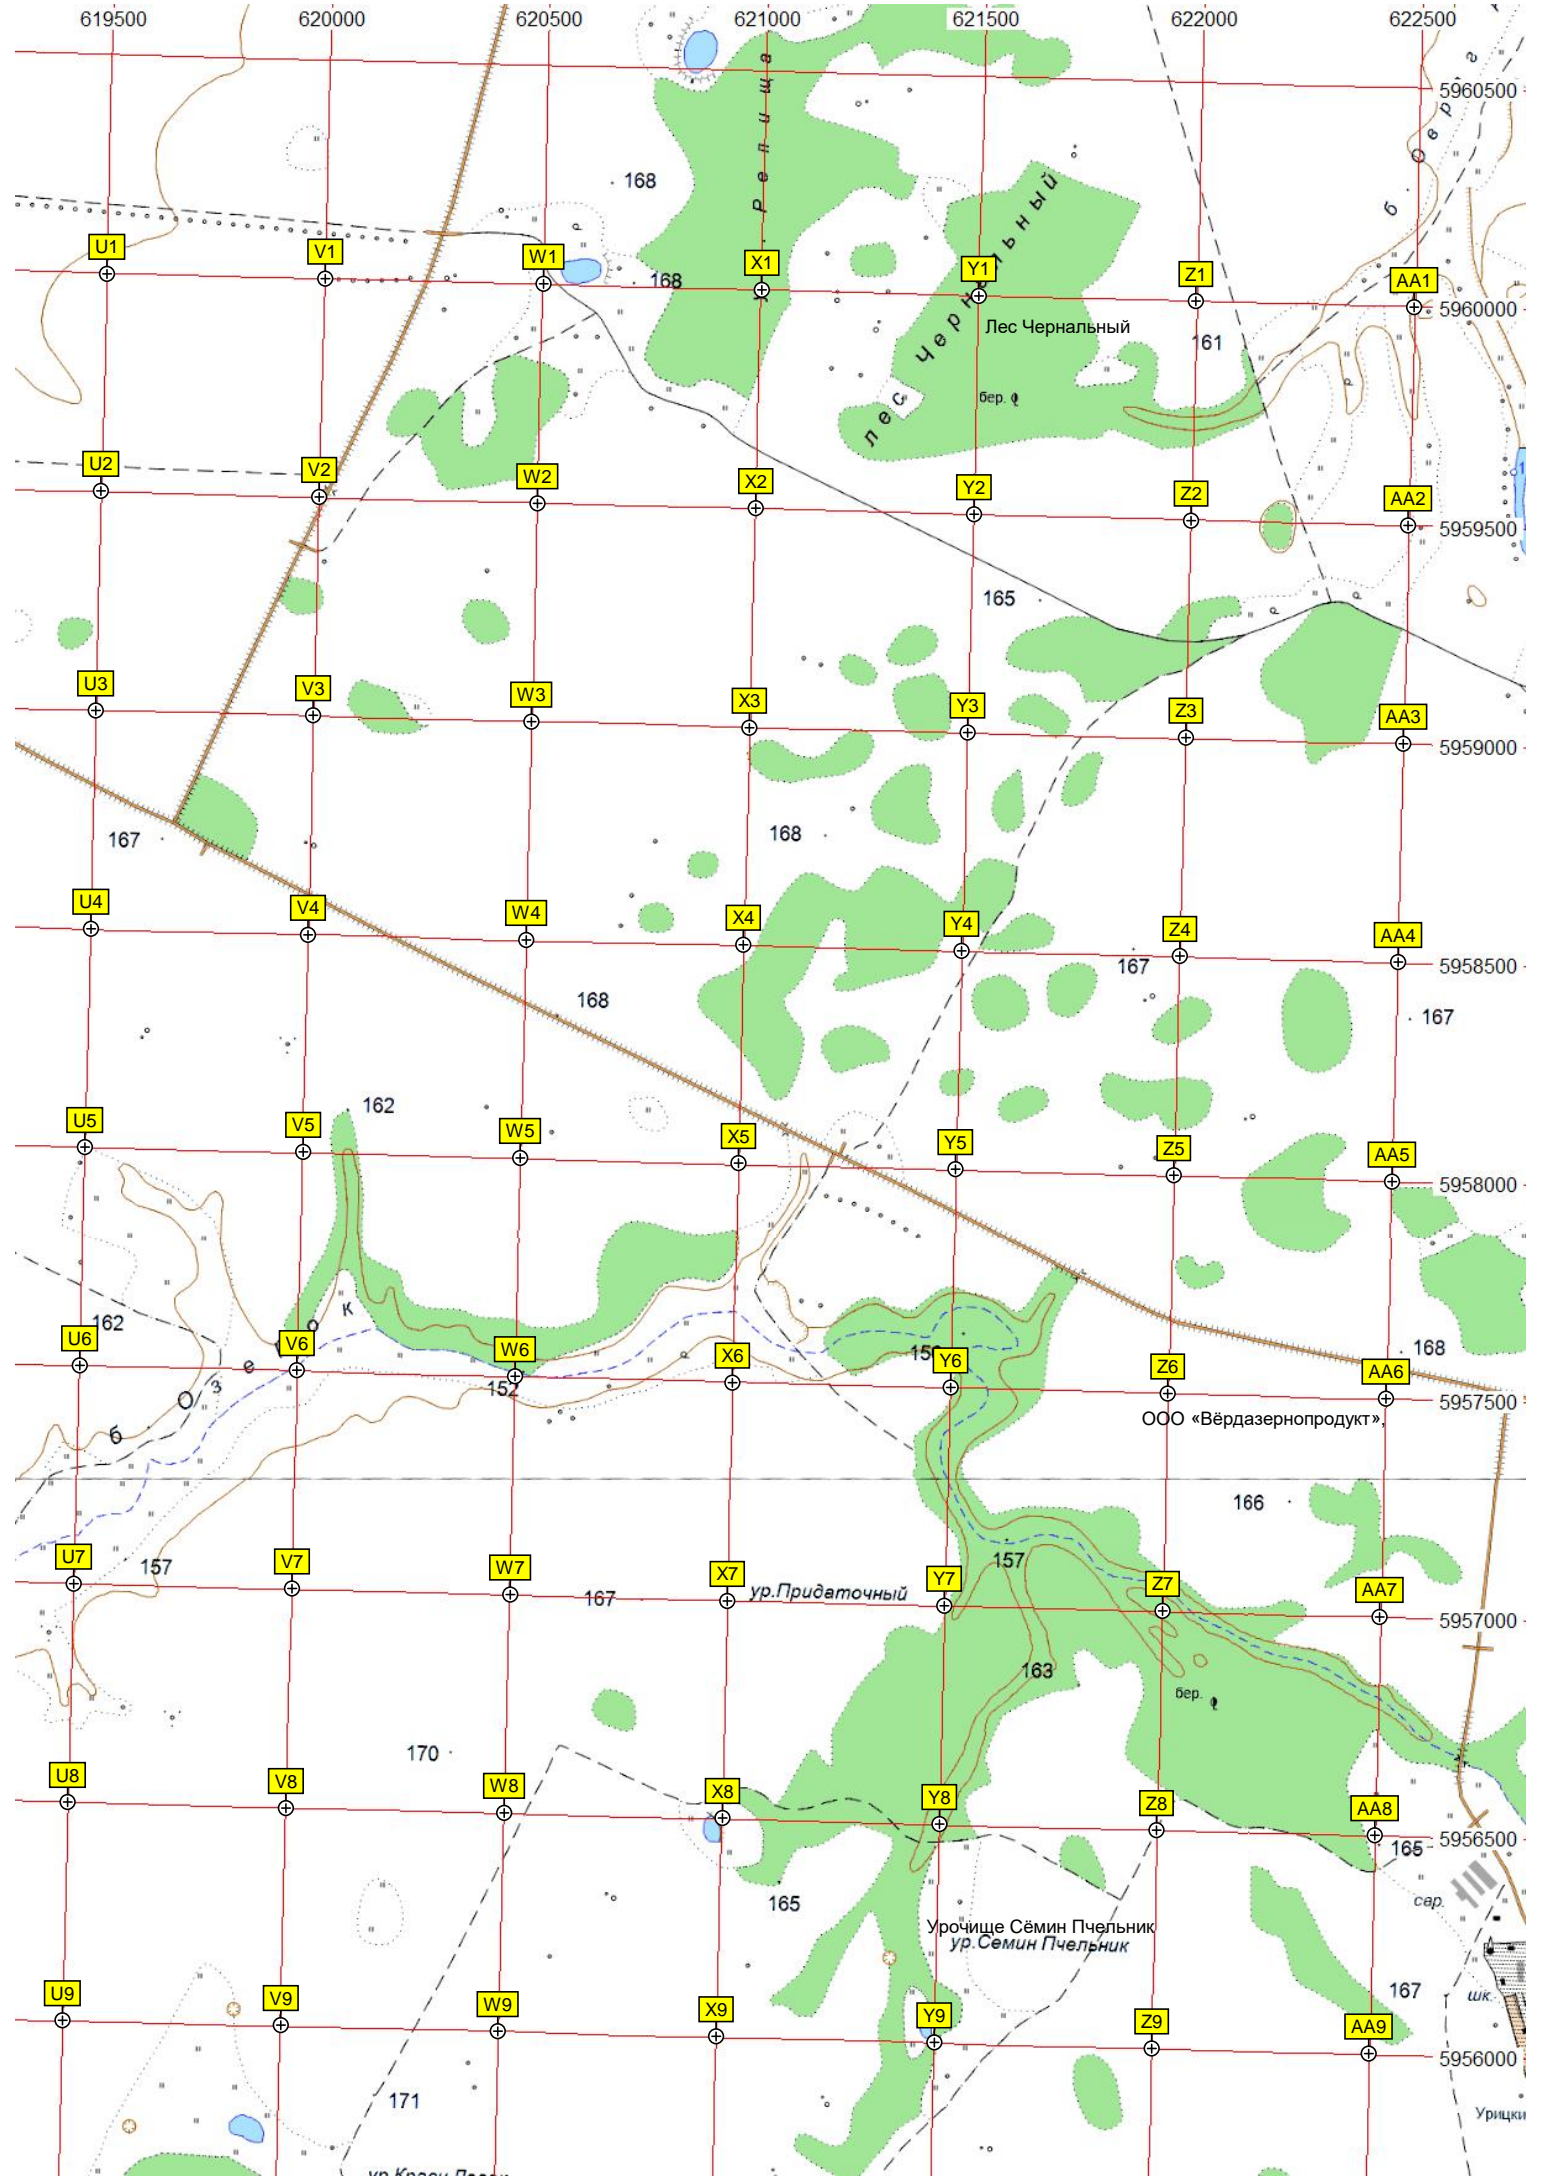 619500 620000 620500 621000 621500 622000 622500
5960500
б. Овраг
Репища
168
U1 V1 W1 X1 Y1 Z1 AA1
168
5960000
лес Чернальный
Лес Чернальный
161
бер.
U2 V2 W2 X2 Y2 Z2 AA2
5959500
165
U3 V3 W3 X3 Y3 Z3 AA3
5959000
167
168
U4 V4 W4 X4 Y4 Z4 AA4
167
5958500
168
167
162
U5 V5 W5 X5 Y5 Z5 AA5
5958000
162
168
U6 V6 W6 X6 Y6 Z6 AA6
152
5957500
ООО «Вёрдазернопродукт»,
166
157
157
U7 V7 W7 X7 Y7 Z7 AA7
167
ур.Придаточный
5957000
163
бер.
170
U8 V8 W8 X8 Y8 Z8 AA8
5956500
165
165
сар.
Урочище Сёмин Пчельник
ур.Семин Пчельник
167
шк.
U9 V9 W9 X9 Y9 Z9 AA9
5956000
171
Урицки